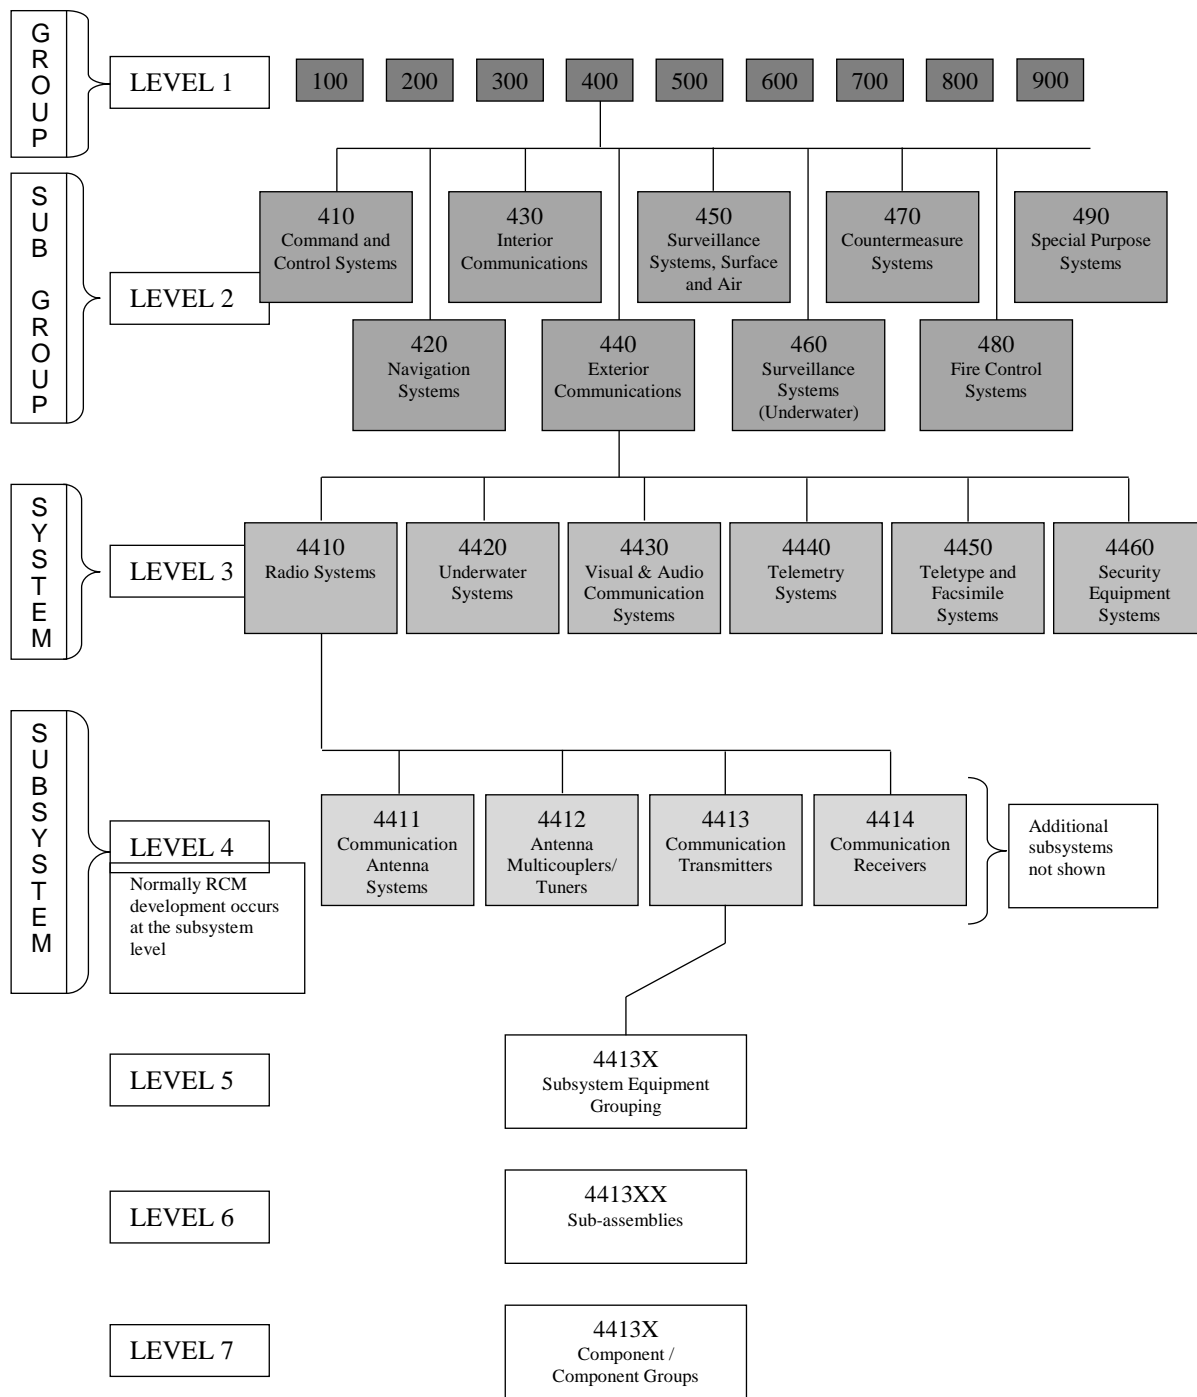 GROUP
LEVEL 1
100 200 300 400 500 600 700 800 900
SUB GROUP
LEVEL 2
410
Command and
Control Systems
430
Interior
Communications
450
Surveillance
Systems, Surface
and Air
470
Countermeasure
Systems
490
Special Purpose
Systems
420
Navigation
Systems
440
Exterior
Communications
460
Surveillance
Systems
(Underwater)
480
Fire Control
Systems
SYSTEM
LEVEL 3
4410
Radio Systems
4420
Underwater
Systems
4430
Visual & Audio
Communication
Systems
4440
Telemetry
Systems
4450
Teletype and
Facsimile
Systems
4460
Security
Equipment
Systems
SUBSYSTEM
LEVEL 4
Normally RCM
development occurs
at the subsystem
level
4411
Communication
Antenna
Systems
4412
Antenna
Multicouplers/
Tuners
4413
Communication
Transmitters
4414
Communication
Receivers
Additional
subsystems
not shown
LEVEL 5
4413X
Subsystem Equipment
Grouping
LEVEL 6
4413XX
Sub-assemblies
LEVEL 7
4413X
Component /
Component Groups